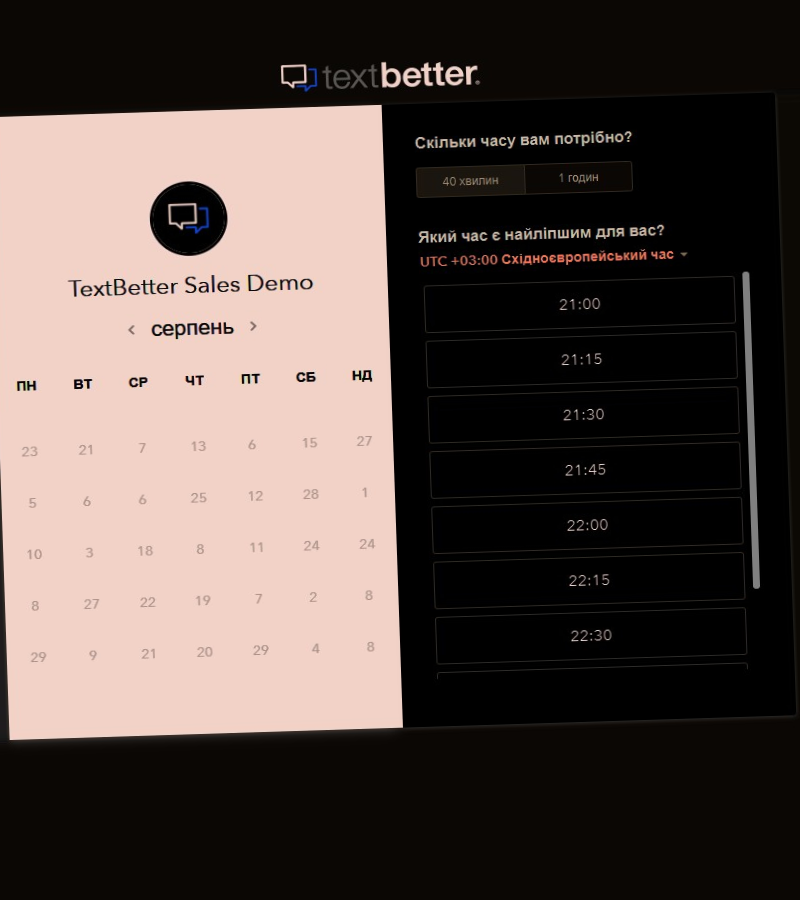 textbetter.
TextBetter Sales Demo
серпень
ПН ВТ СР ЧТ ПТ СБ НД
23 21 7 13 6 15 27
5 6 6 25 12 28 1
10 3 18 8 11 24 24
8 27 22 19 7 2 8
29 9 21 20 29 4 8
Скільки часу вам потрібно?
40 хвилин 1 годин
Який час є найліпшим для вас?
UTC +03:00 Східноєвропейський час
21:00
21:15
21:30
21:45
22:00
22:15
22:30